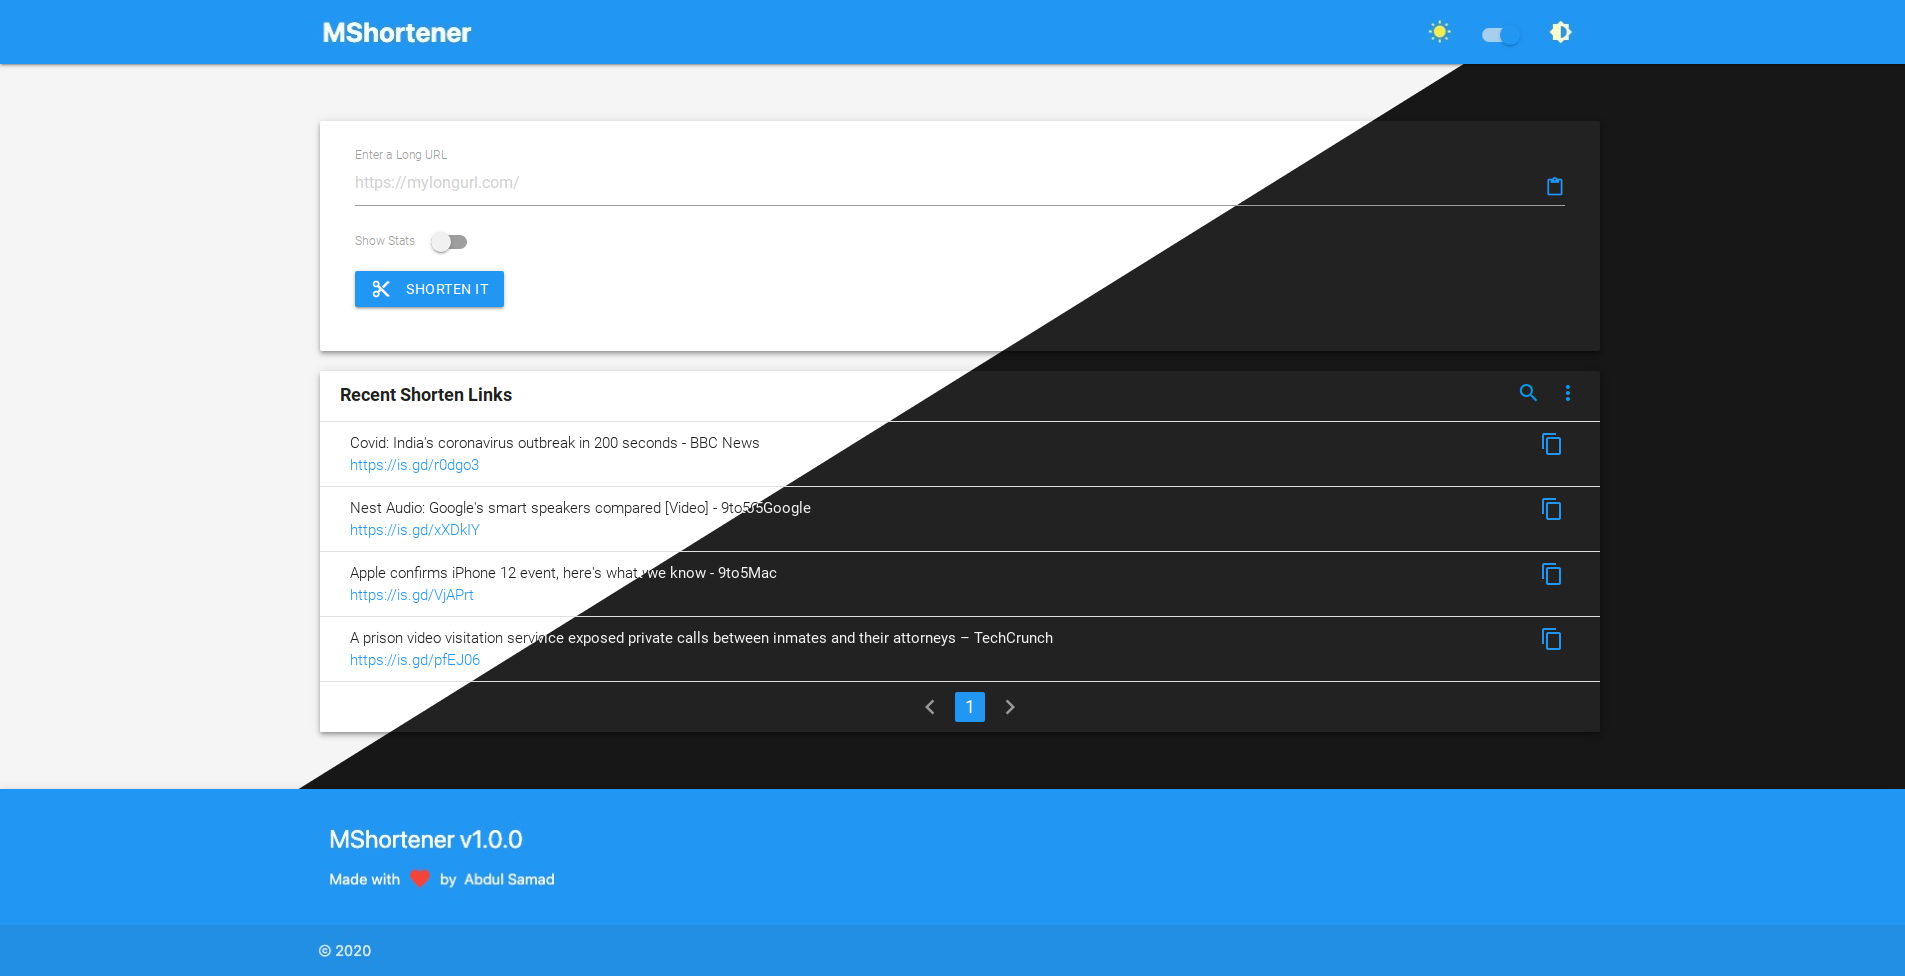 MShortener
Enter a Long URL
https://mylongurl.com/
Show Stats
SHORTEN IT
Recent Shorten Links
Covid: India's coronavirus outbreak in 200 seconds - BBC News
https://is.gd/r0dgo3
Nest Audio: Google's smart speakers compared [Video] - 9to55Google
https://is.gd/xXDkIY
Apple confirms iPhone 12 event, here's what we know - 9to5Mac
https://is.gd/VjAPrt
A prison video visitation service exposed private calls between inmates and their attorneys – TechCrunch
https://is.gd/pfEJ06
1
MShortener v1.0.0
Made with ❤ by Abdul Samad
© 2020